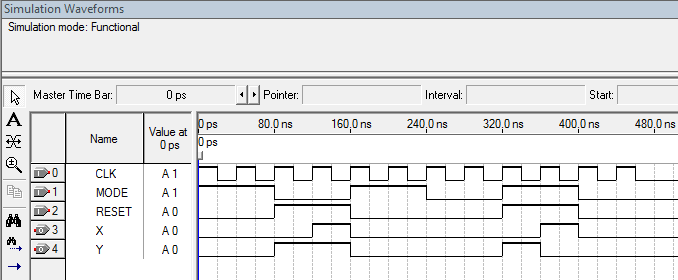 Simulation Waveforms
Simulation mode: Functional
Master Time Bar: 0 ps Pointer: Interval: Start:
A
Name Value at 0 ps
0 ps 80.0 ns 160.0 ns 240.0 ns 320.0 ns 400.0 ns 480.0 ns
0 ps
0 CLK A 1
1 MODE A 1
2 RESET A 0
3 X A 0
4 Y A 0